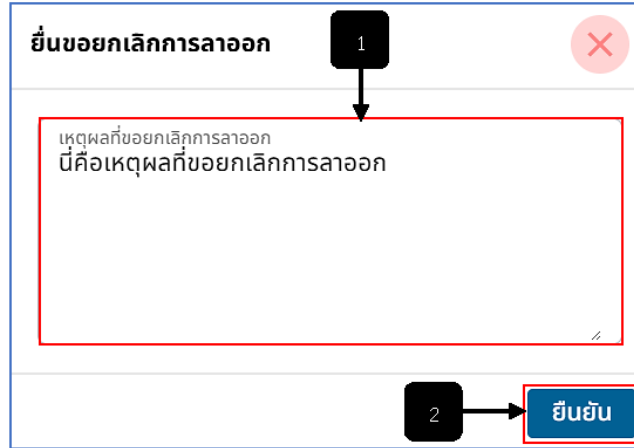 ยื่นขอยกเลิกการลาออก
1
เหตุผลที่ขอยกเลิกการลาออก
นี่คือเหตุผลที่ขอยกเลิกการลาออก
2
ยืนยัน